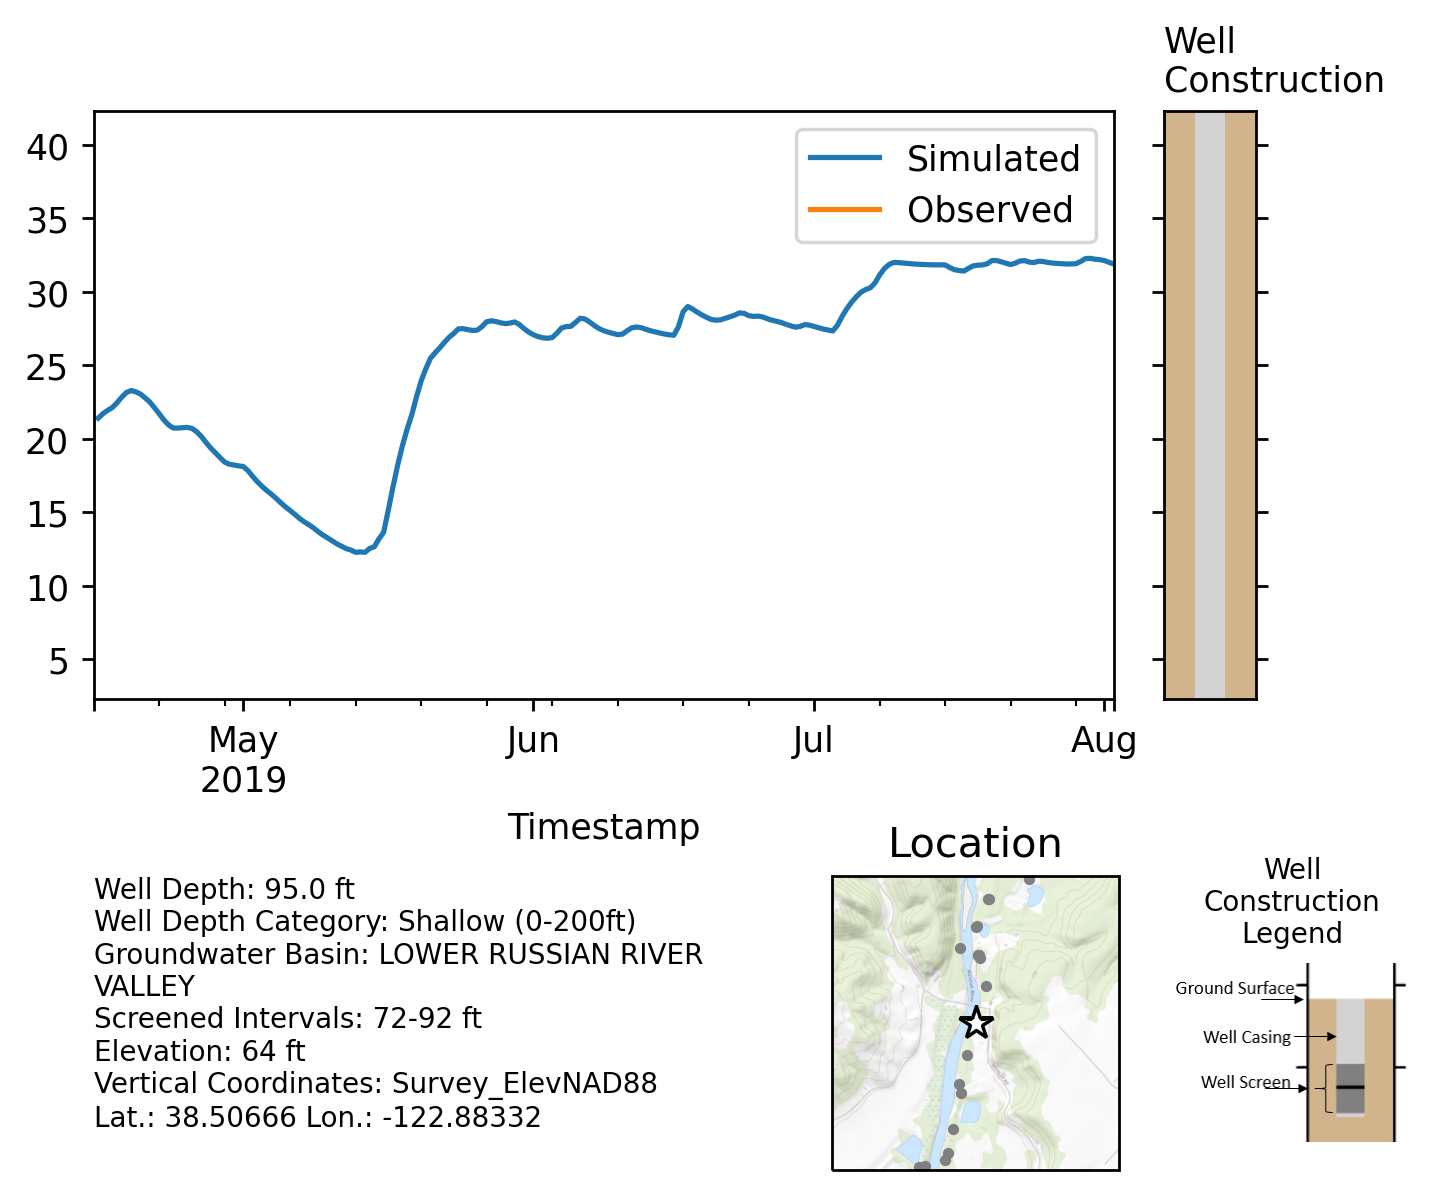 Well
Construction
40
35
30
25
20
15
10
5
Simulated
Observed
May
2019
Jun
Jul
Aug
Timestamp
Well Depth: 95.0 ft
Well Depth Category: Shallow (0-200ft)
Groundwater Basin: LOWER RUSSIAN RIVER
VALLEY
Screened Intervals: 72-92 ft
Elevation: 64 ft
Vertical Coordinates: Survey_ElevNAD88
Lat.: 38.50666 Lon.: -122.88332
Location
Well
Construction
Legend
Ground Surface
Well Casing
Well Screen